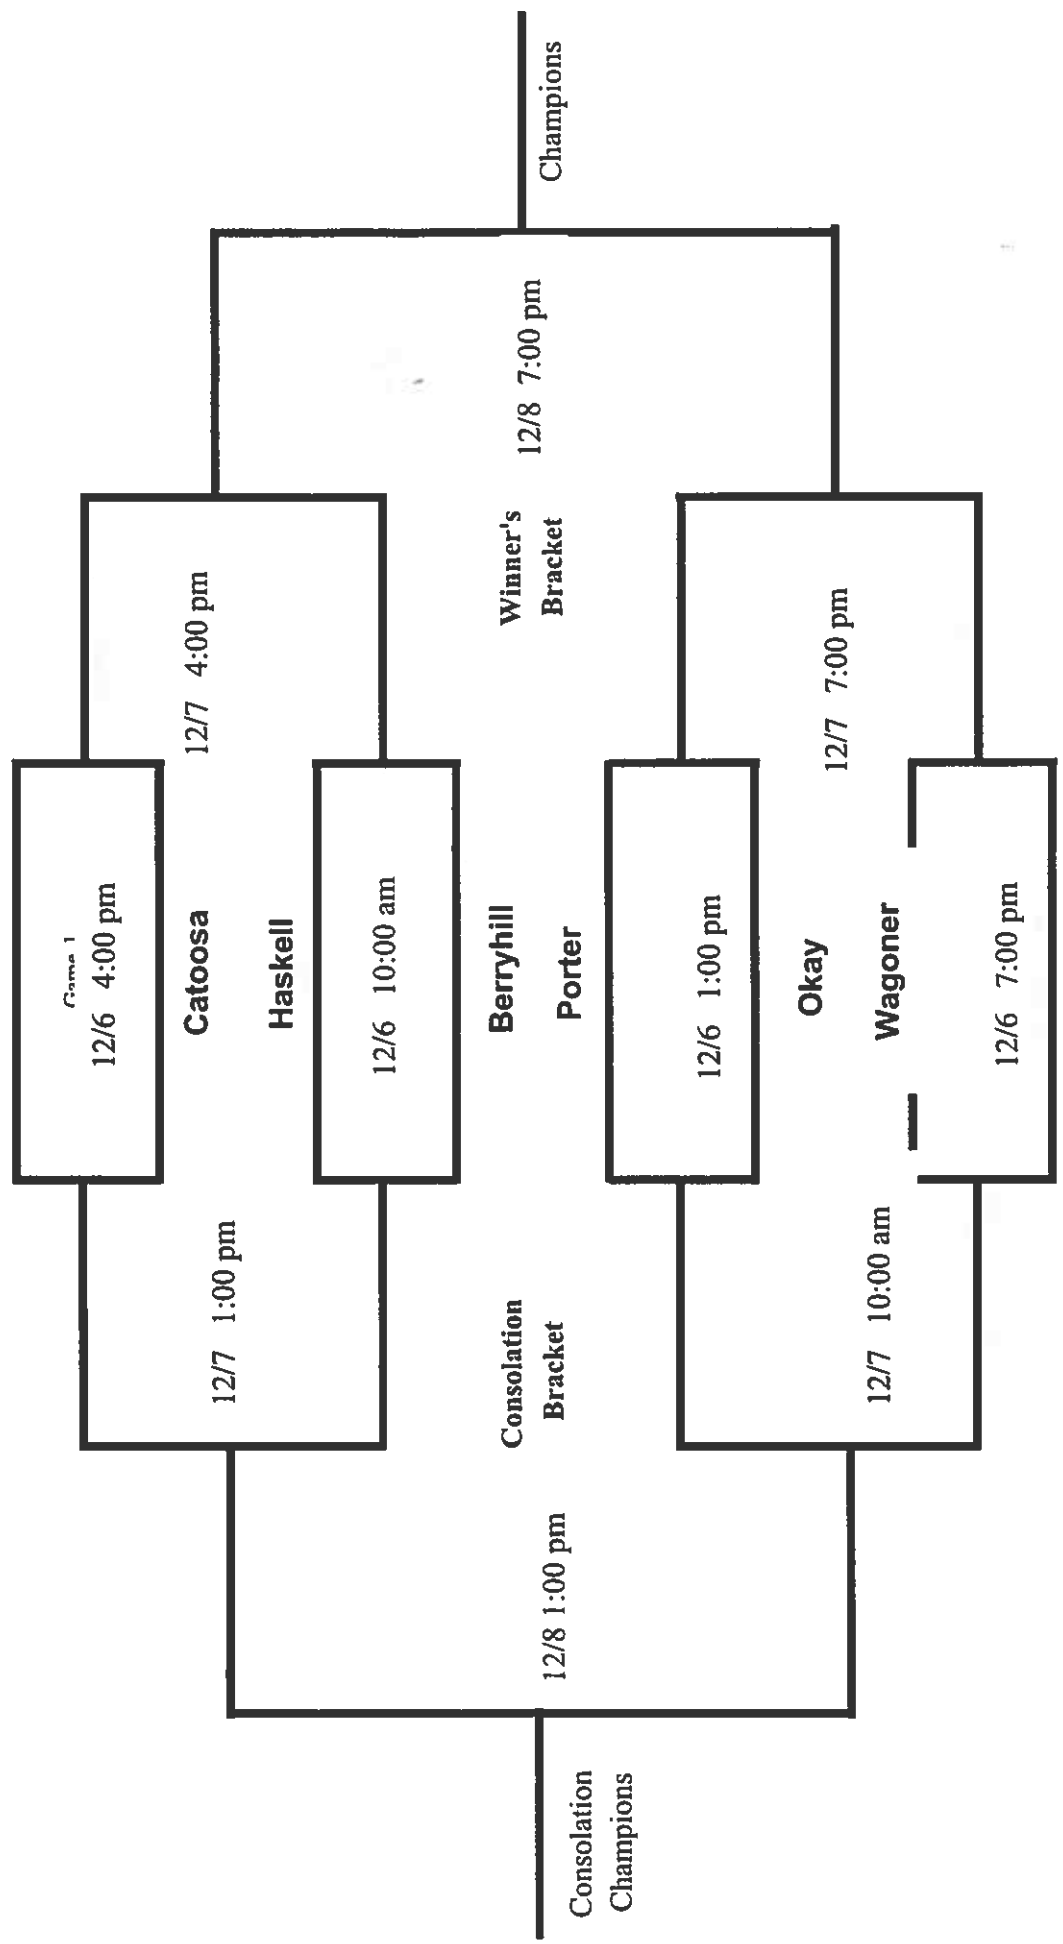 Game 1
12/6 4:00 pm
Catoosa
Haskell
12/6 10:00 am
Berryhill
Porter
12/6 1:00 pm
Okay
Wagoner
12/6 7:00 pm
12/7 1:00 pm
12/7 4:00 pm
Consolation
Bracket
Winner's
Bracket
12/7 10:00 am
12/7 7:00 pm
12/8 1:00 pm
12/8 7:00 pm
Consolation
Champions
Champions